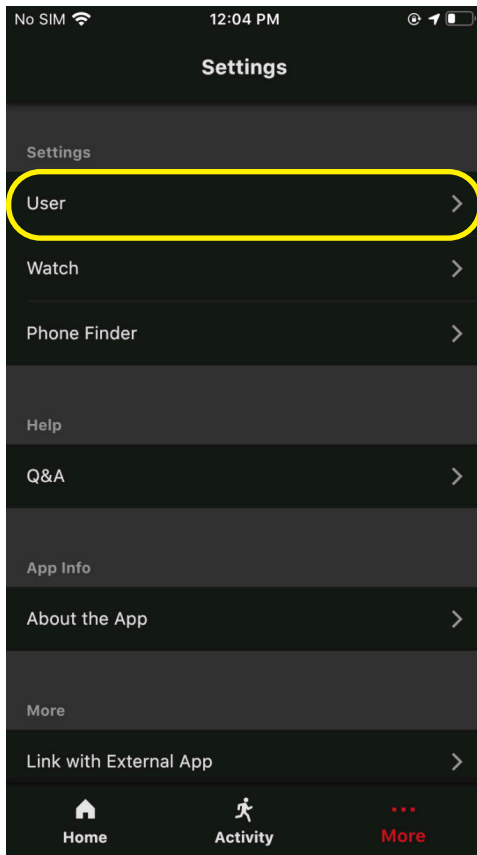 No SIM 12:04 PM
Settings
Settings
User
Watch
Phone Finder
Help
Q&A
App Info
About the App
More
Link with External App
Home Activity More